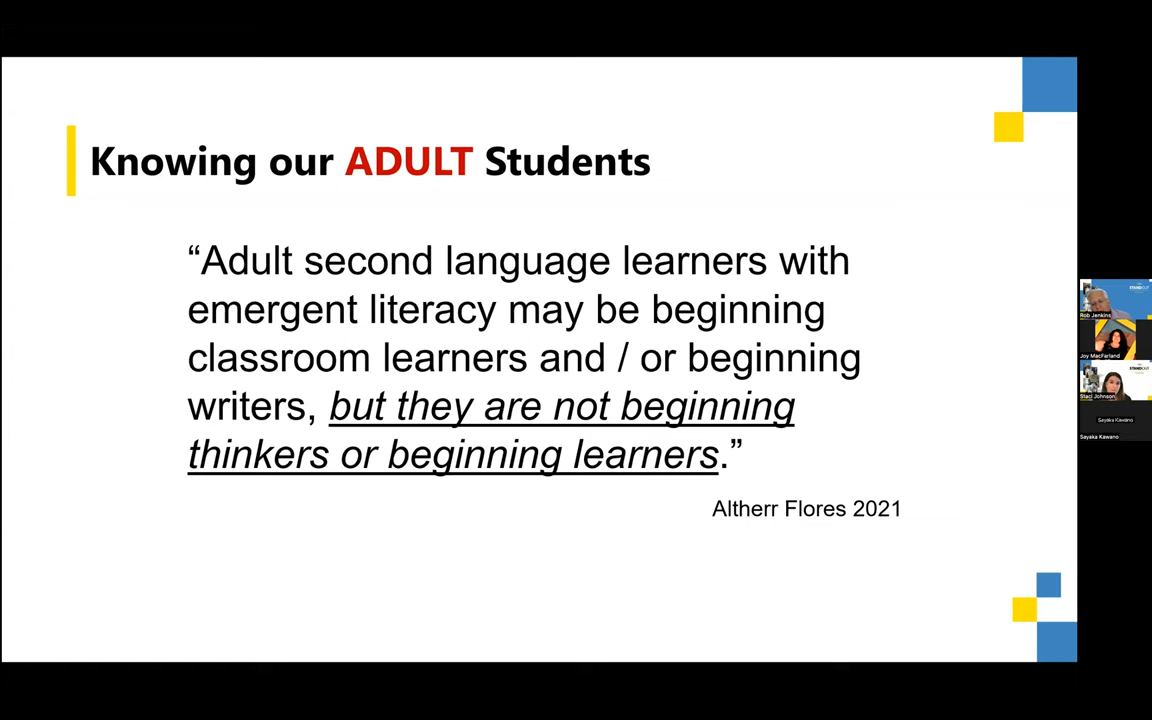 Knowing our ADULT Students
“Adult second language learners with
emergent literacy may be beginning
classroom learners and / or beginning
writers, but they are not beginning
thinkers or beginning learners.”
Altherr Flores 2021
STANDOUT
Rob Jenkins
Joy MacFarland
STANDOUT
Staci Johnson
Sayaka Kawano
Sayaka Kawano